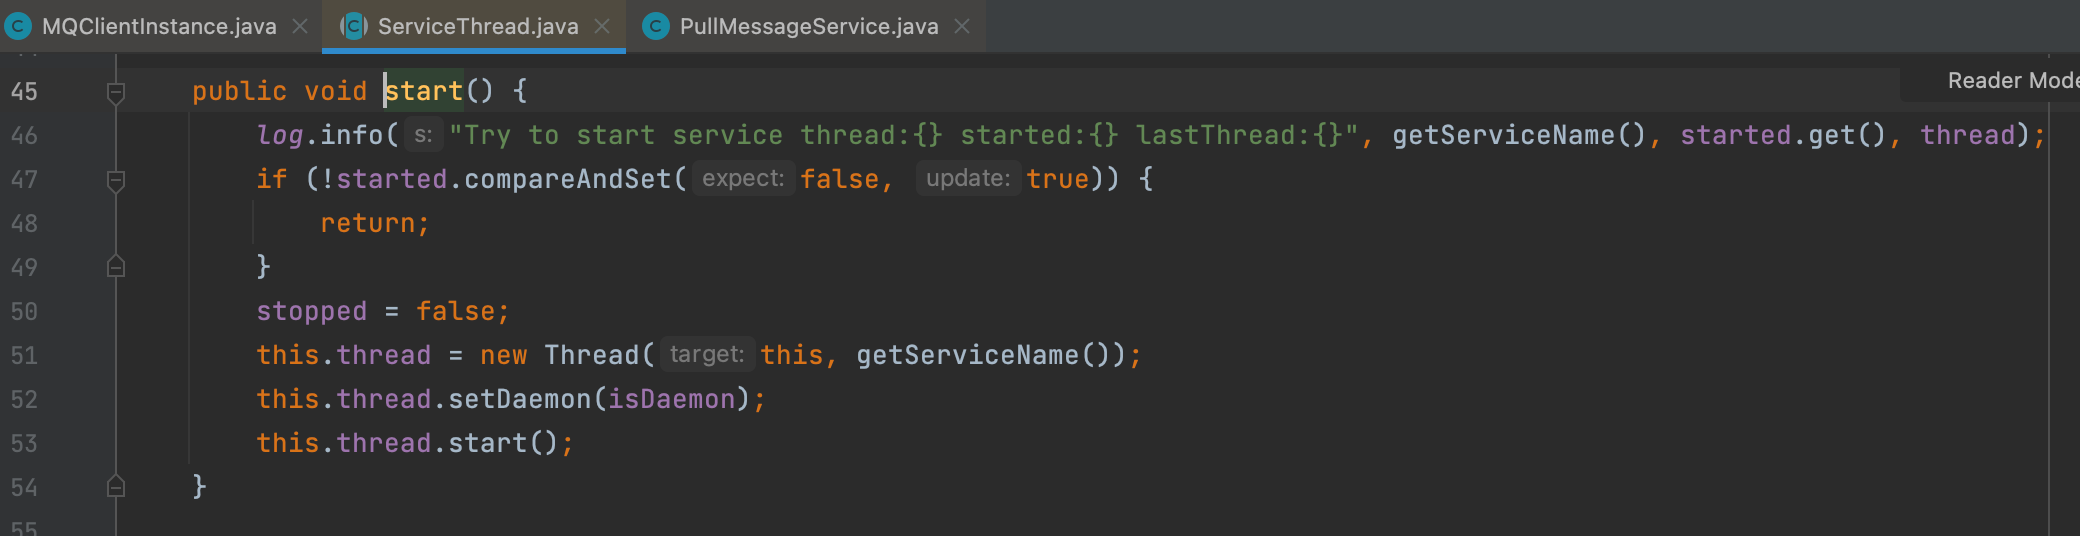 MQClientInstance.java ServiceThread.java PullMessageService.java
Reader Mode
45 public void start() {
46 log.info( s: "Try to start service thread:{} started:{} lastThread:{}", getServiceName(), started.get(), thread);
47 if (!started.compareAndSet( expect: false, update: true)) {
48 return;
49 }
50 stopped = false;
51 this.thread = new Thread( target: this, getServiceName());
52 this.thread.setDaemon(isDaemon);
53 this.thread.start();
54 }
55